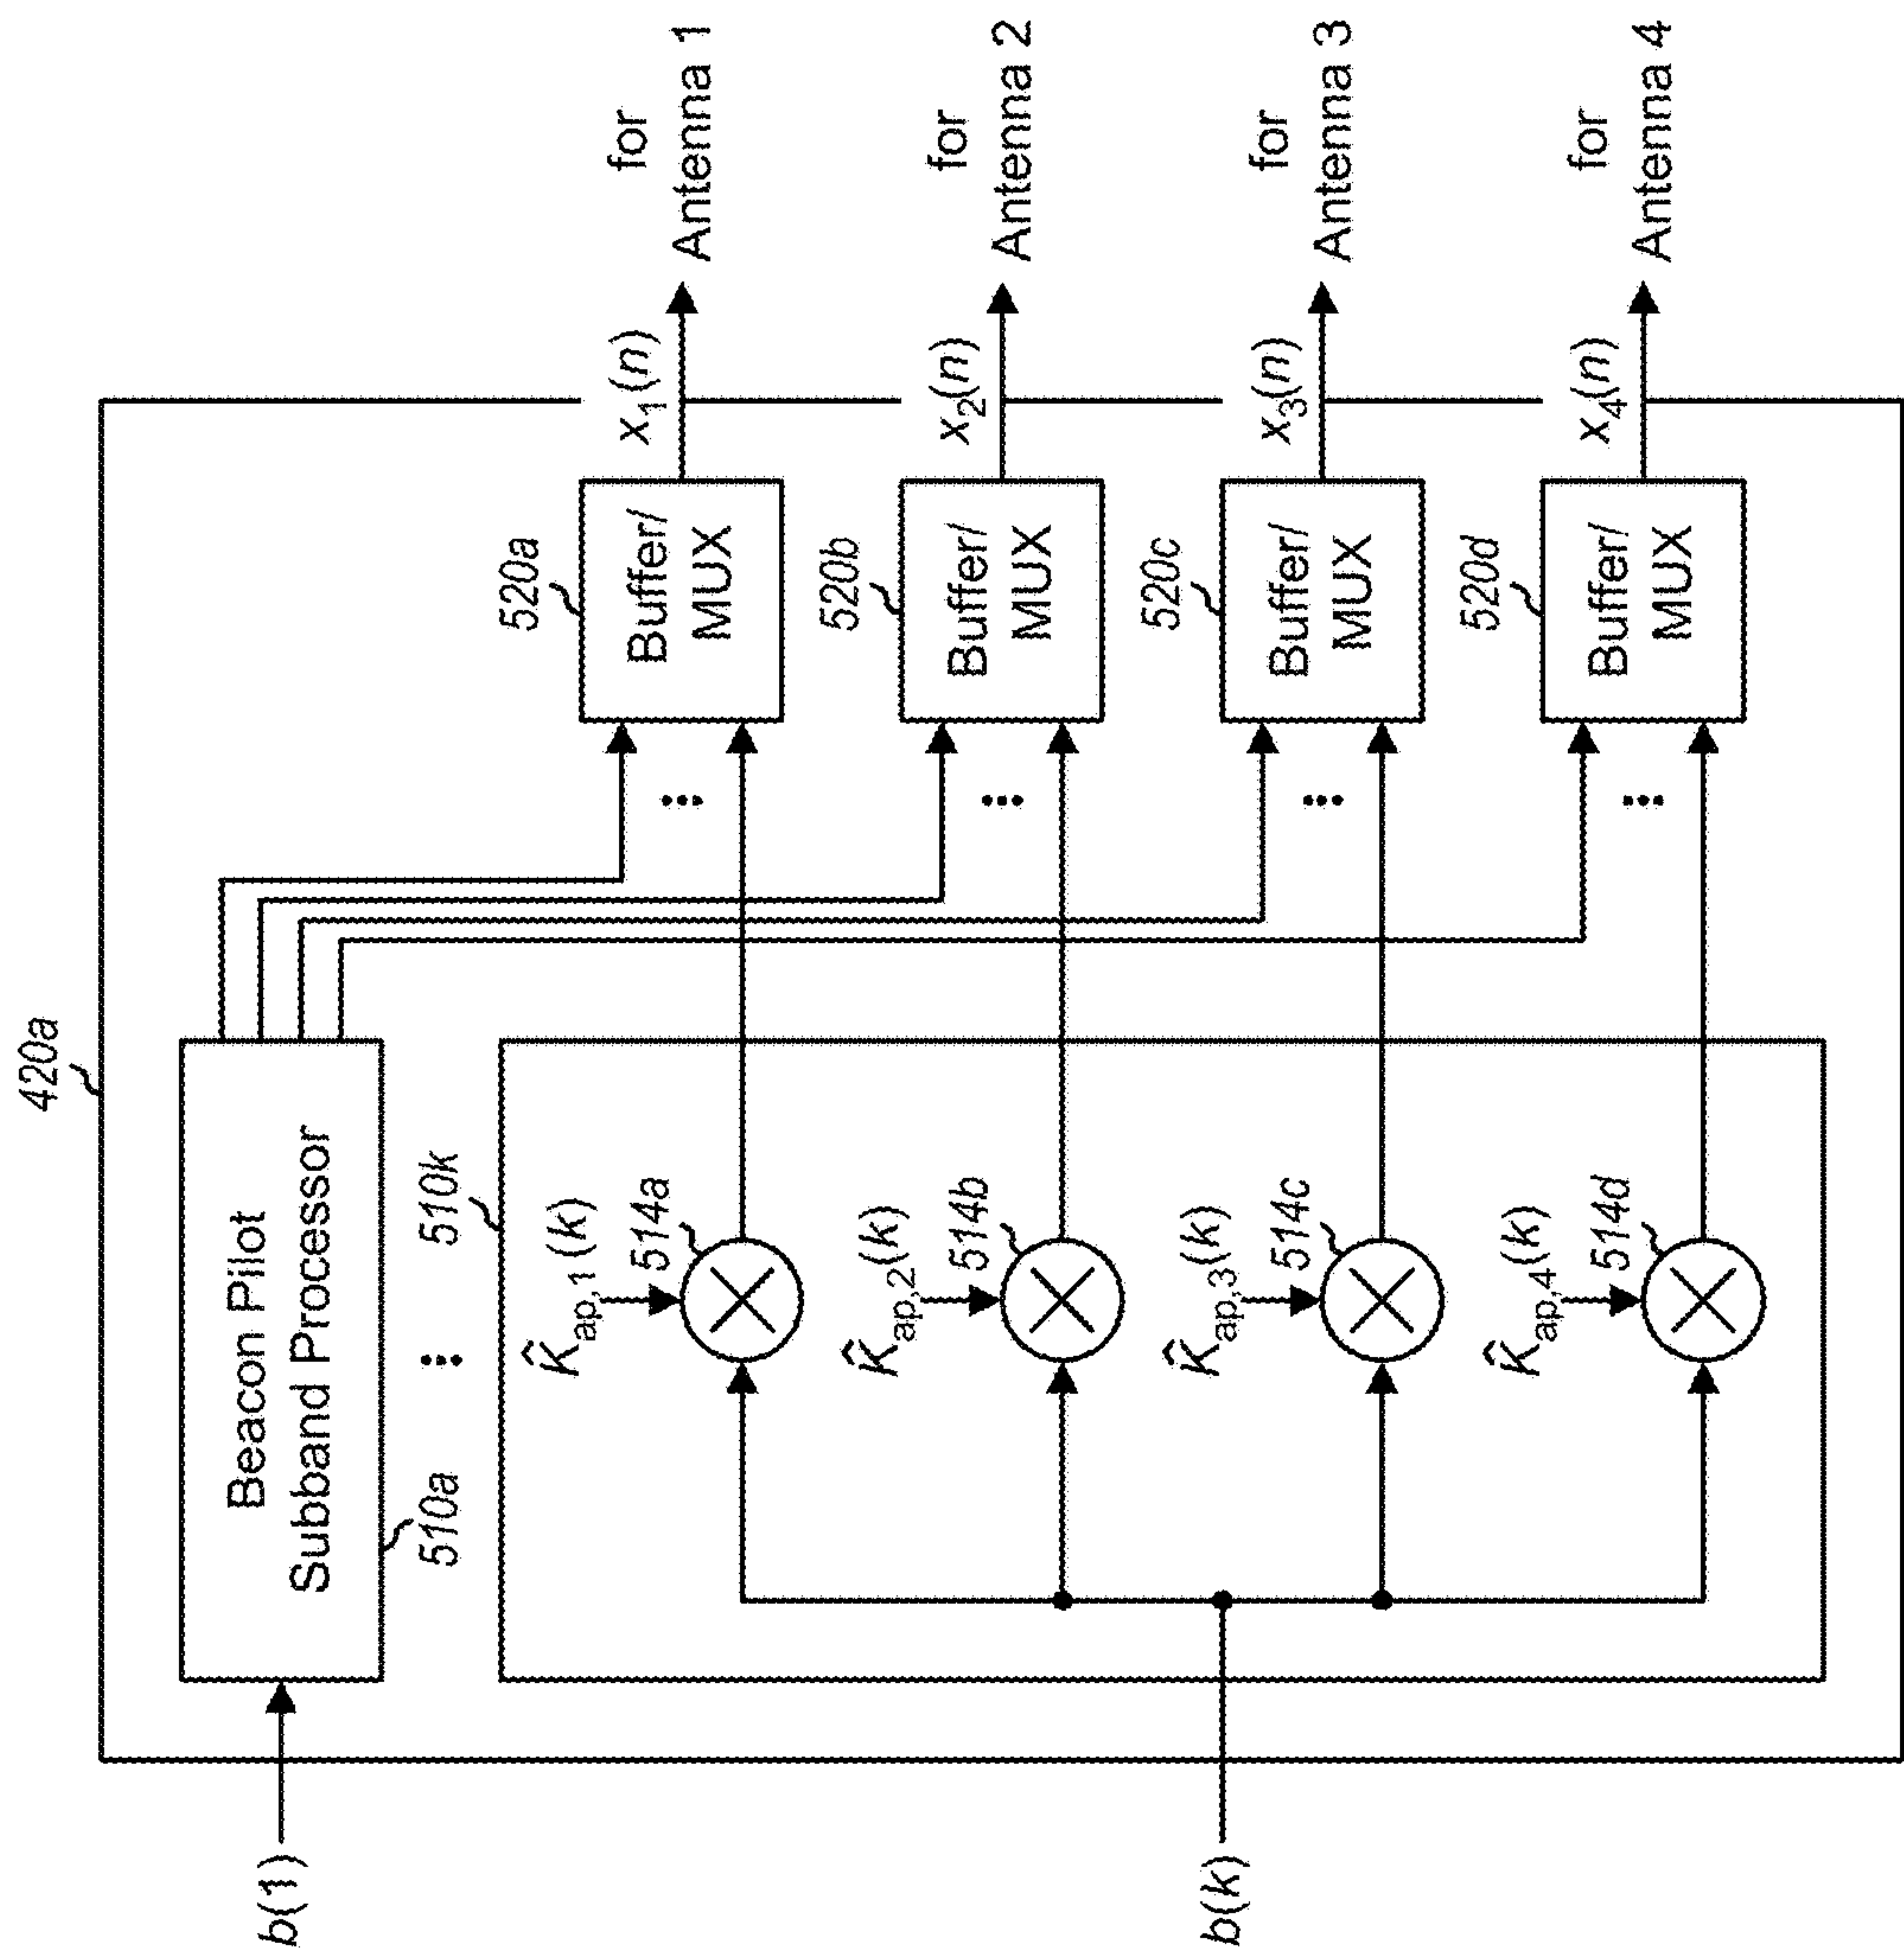 420a
b(1)
Beacon Pilot
Subband Processor
510a
⋮
510k
b(k)
K̂ap,1(k)
514a
K̂ap,2(k)
514b
K̂ap,3(k)
514c
K̂ap,4(k)
514d
520a
Buffer/
MUX
520b
Buffer/
MUX
520c
Buffer/
MUX
520d
Buffer/
MUX
x1(n)
for
Antenna 1
x2(n)
for
Antenna 2
x3(n)
for
Antenna 3
x4(n)
for
Antenna 4